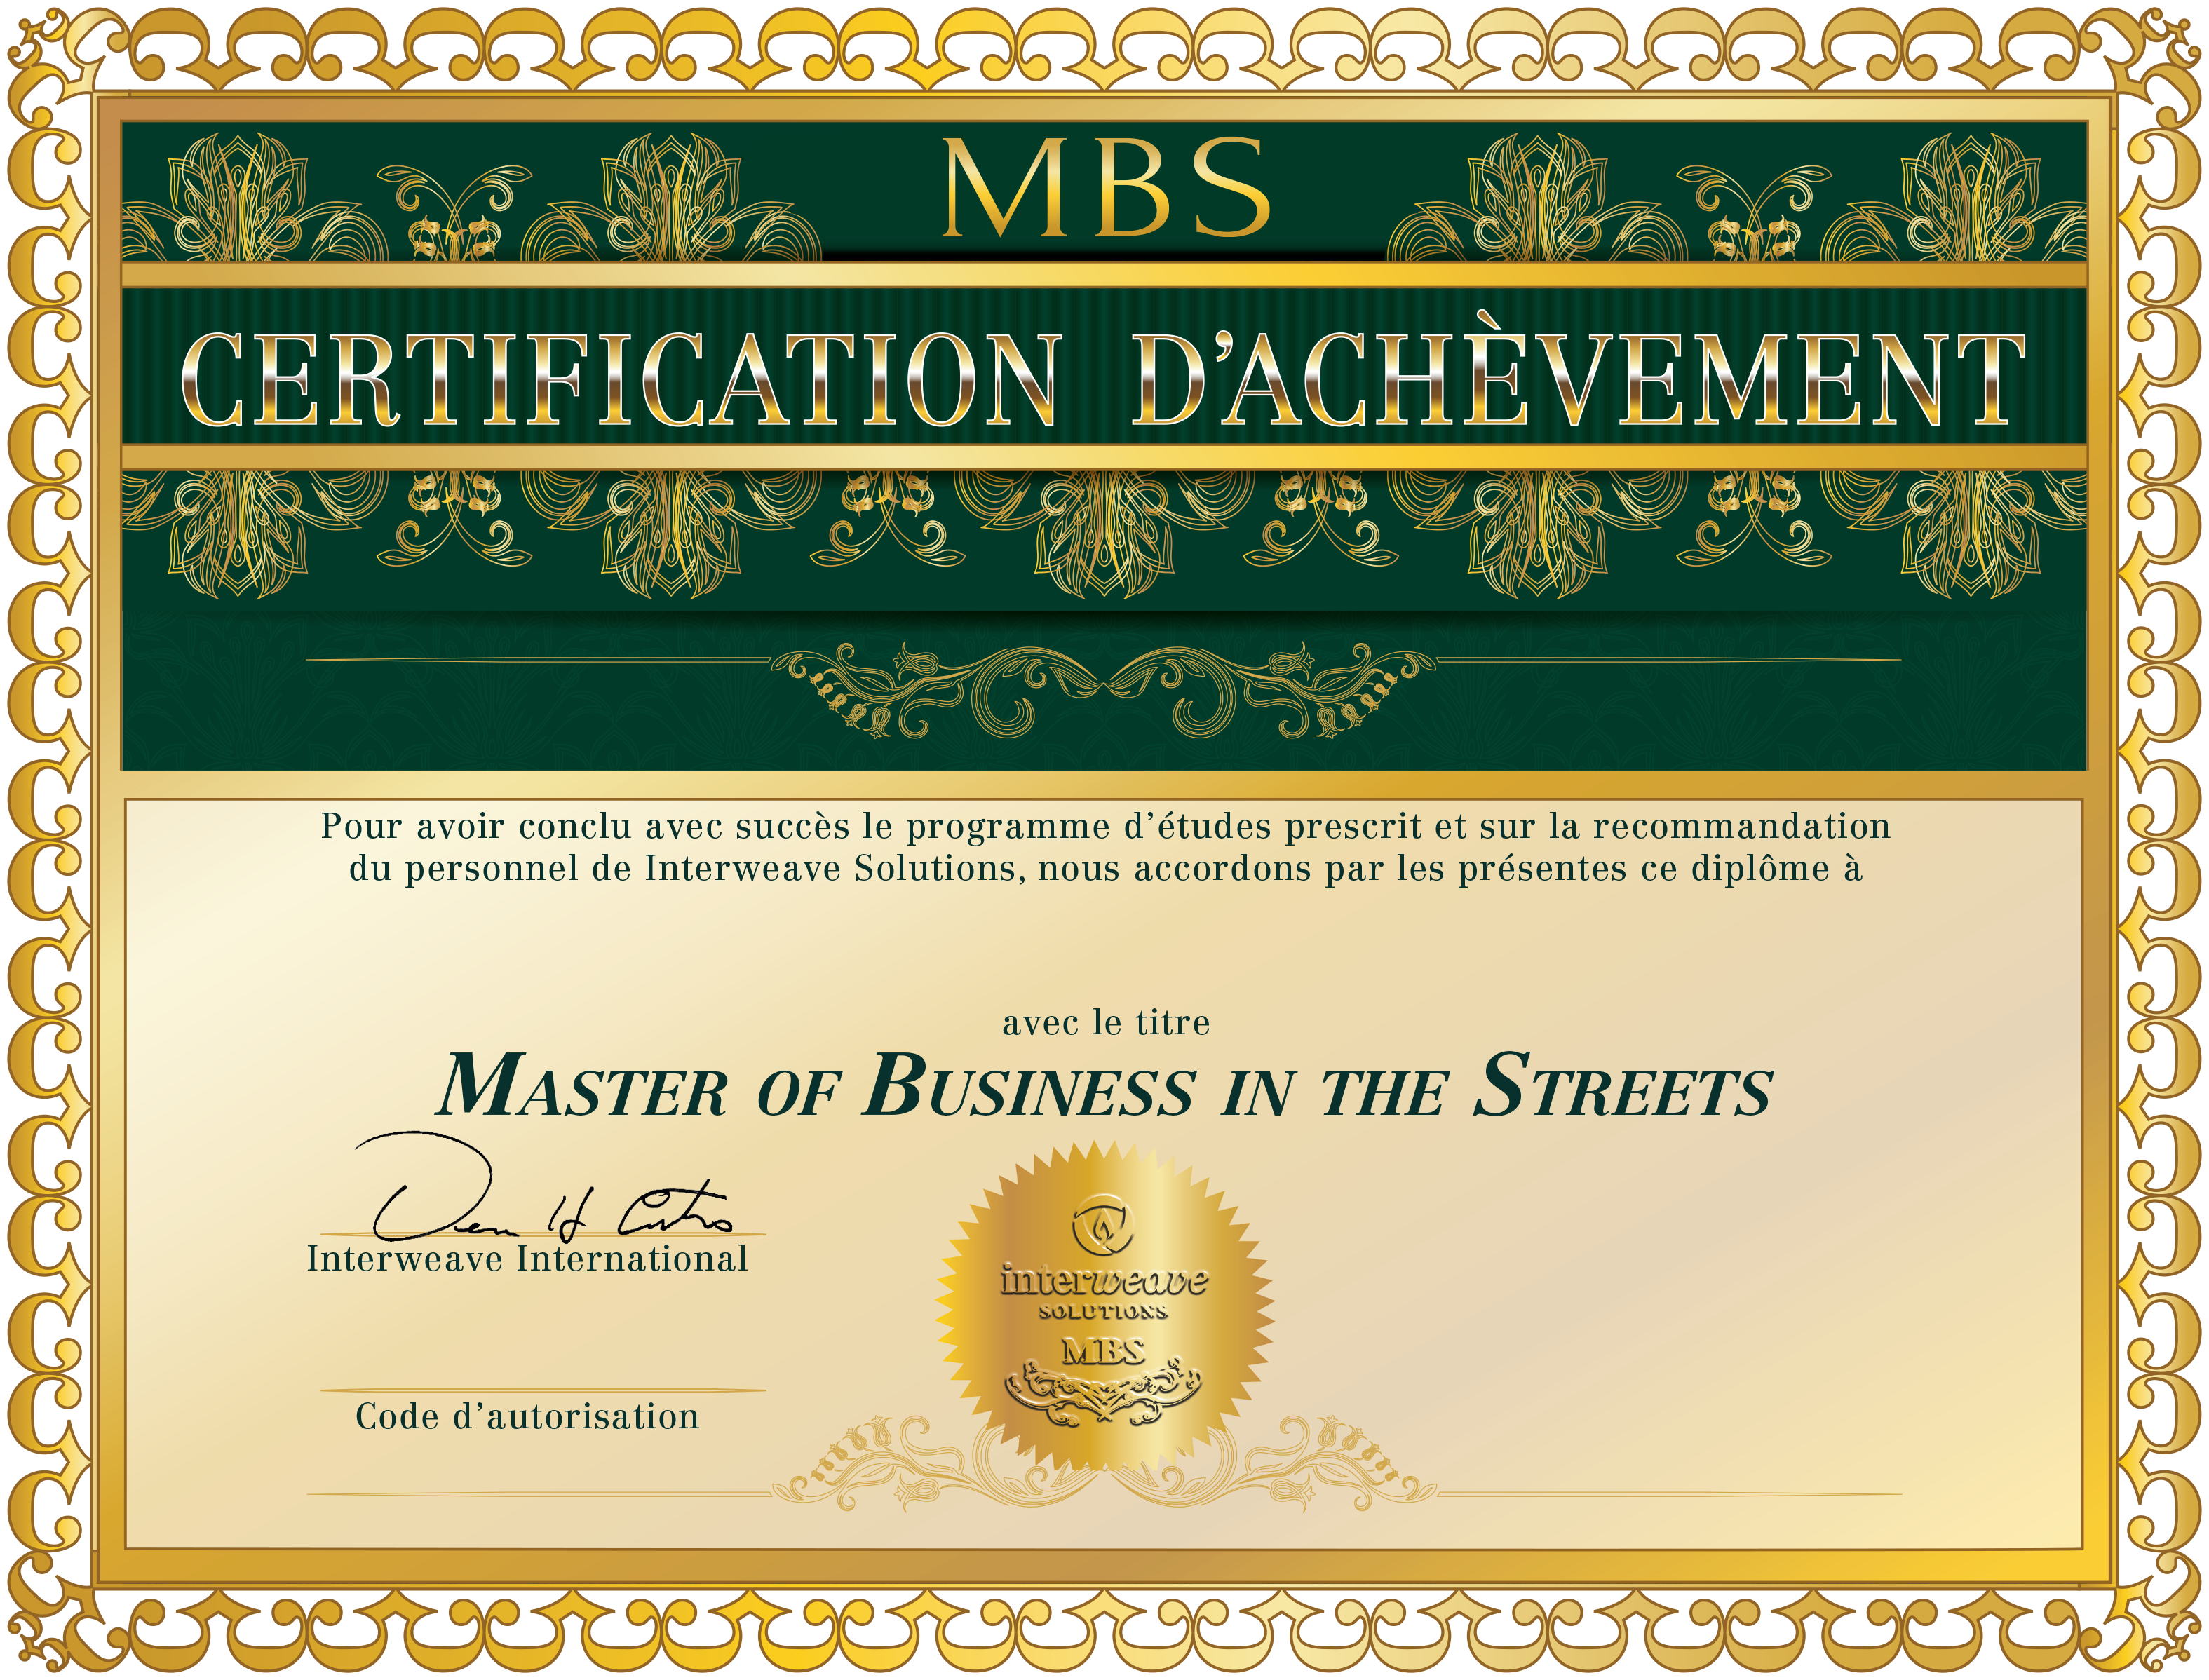 MBS
CERTIFICATION D’ACHÈVEMENT
Pour avoir conclu avec succès le programme d’études prescrit et sur la recommandation
du personnel de Interweave Solutions, nous accordons par les présentes ce diplôme à
avec le titre
MASTER OF BUSINESS IN THE STREETS
Interweave International
interweave
SOLUTIONS
MBS
Code d’autorisation